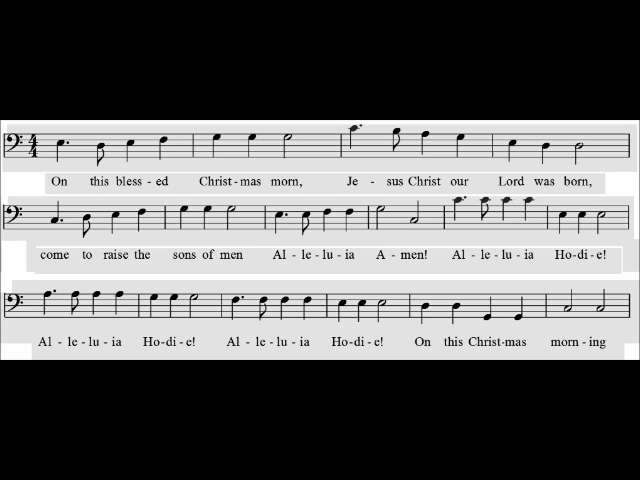 On this bless - ed Christ - mas morn, Je - sus Christ our Lord was born,
come to raise the sons of men Al - le - lu - ia A - men! Al - le - lu - ia Ho - di - e!
Al - le - lu - ia Ho - di - e! Al - le - lu - ia Ho - di - e! On this Christ - mas morn - ing